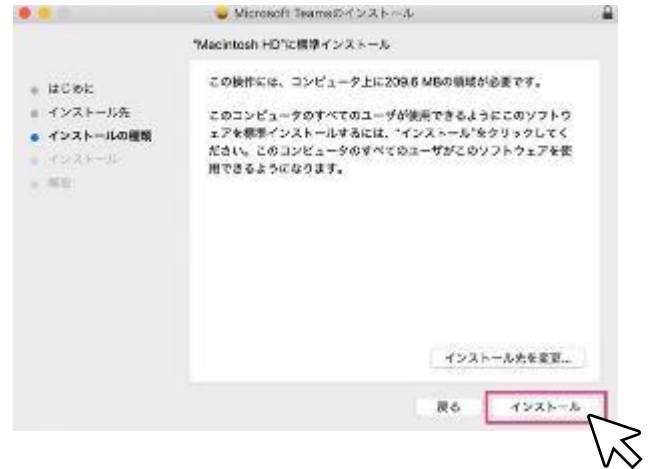 Microsoft Teamsのインストール
"Macintosh HD"に標準インストール
はじめに
インストール先
インストールの種類
インストール
概要
この操作には、コンピュータ上に209.6 MBの領域が必要です。
このコンピュータのすべてのユーザが使用できるようにこのソフトウ
ェアを標準インストールするには、"インストール"をクリックしてく
ださい。このコンピュータのすべてのユーザがこのソフトウェアを使
用できるようになります。
インストール先を変更...
戻る
インストール